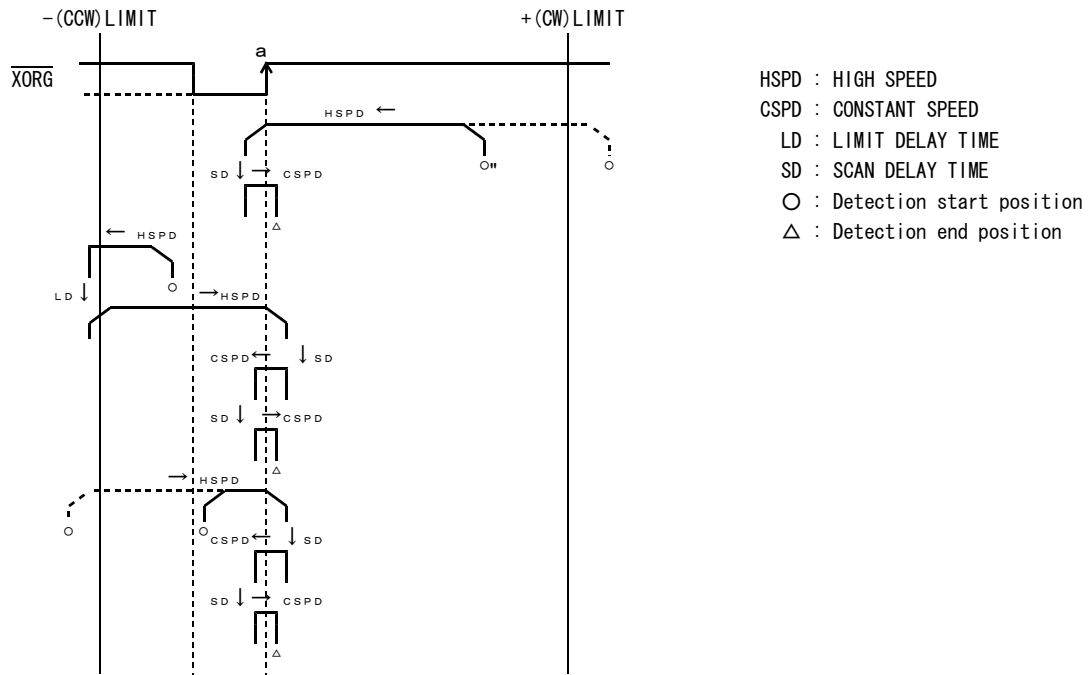 -(CCW)LIMIT
+(CW)LIMIT
a
XORG
HSPD : HIGH SPEED
CSPD : CONSTANT SPEED
LD : LIMIT DELAY TIME
SD : SCAN DELAY TIME
○ : Detection start position
△ : Detection end position
HSPD ←
○"
○
SD ↓ → CSPD
△
← HSPD
○
LD ↓
→HSPD
CSPD← ↓ SD
SD ↓ →CSPD
△
→ HSPD
○
○
CSPD← ↓ SD
SD ↓ → CSPD
△